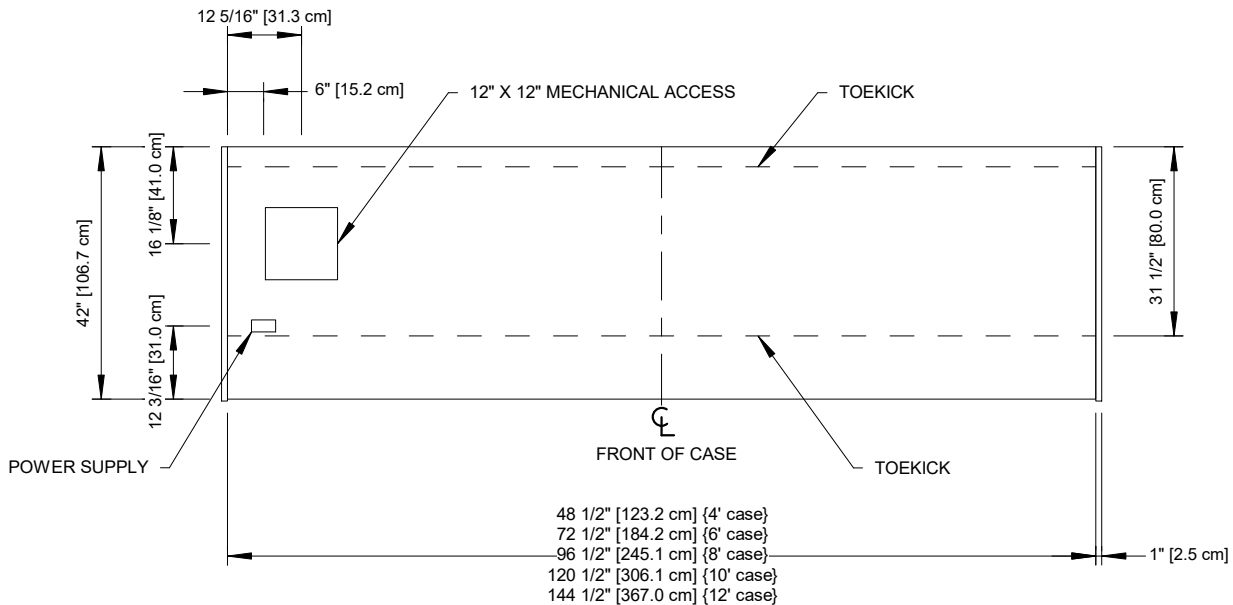 12 5/16" [31.3 cm]
6" [15.2 cm]
12" X 12" MECHANICAL ACCESS
TOEKICK
42" [106.7 cm]
16 1/8" [41.0 cm]
12 3/16" [31.0 cm]
31 1/2" [80.0 cm]
CL
FRONT OF CASE
POWER SUPPLY
TOEKICK
48 1/2" [123.2 cm] {4' case}
72 1/2" [184.2 cm] {6' case}
96 1/2" [245.1 cm] {8' case}
1" [2.5 cm]
120 1/2" [306.1 cm] {10' case}
144 1/2" [367.0 cm] {12' case}